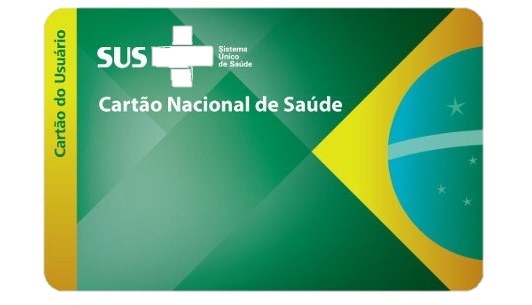 Cartão do Usuário
SUS
Sistema
Único
de Saúde
Cartão Nacional de Saúde